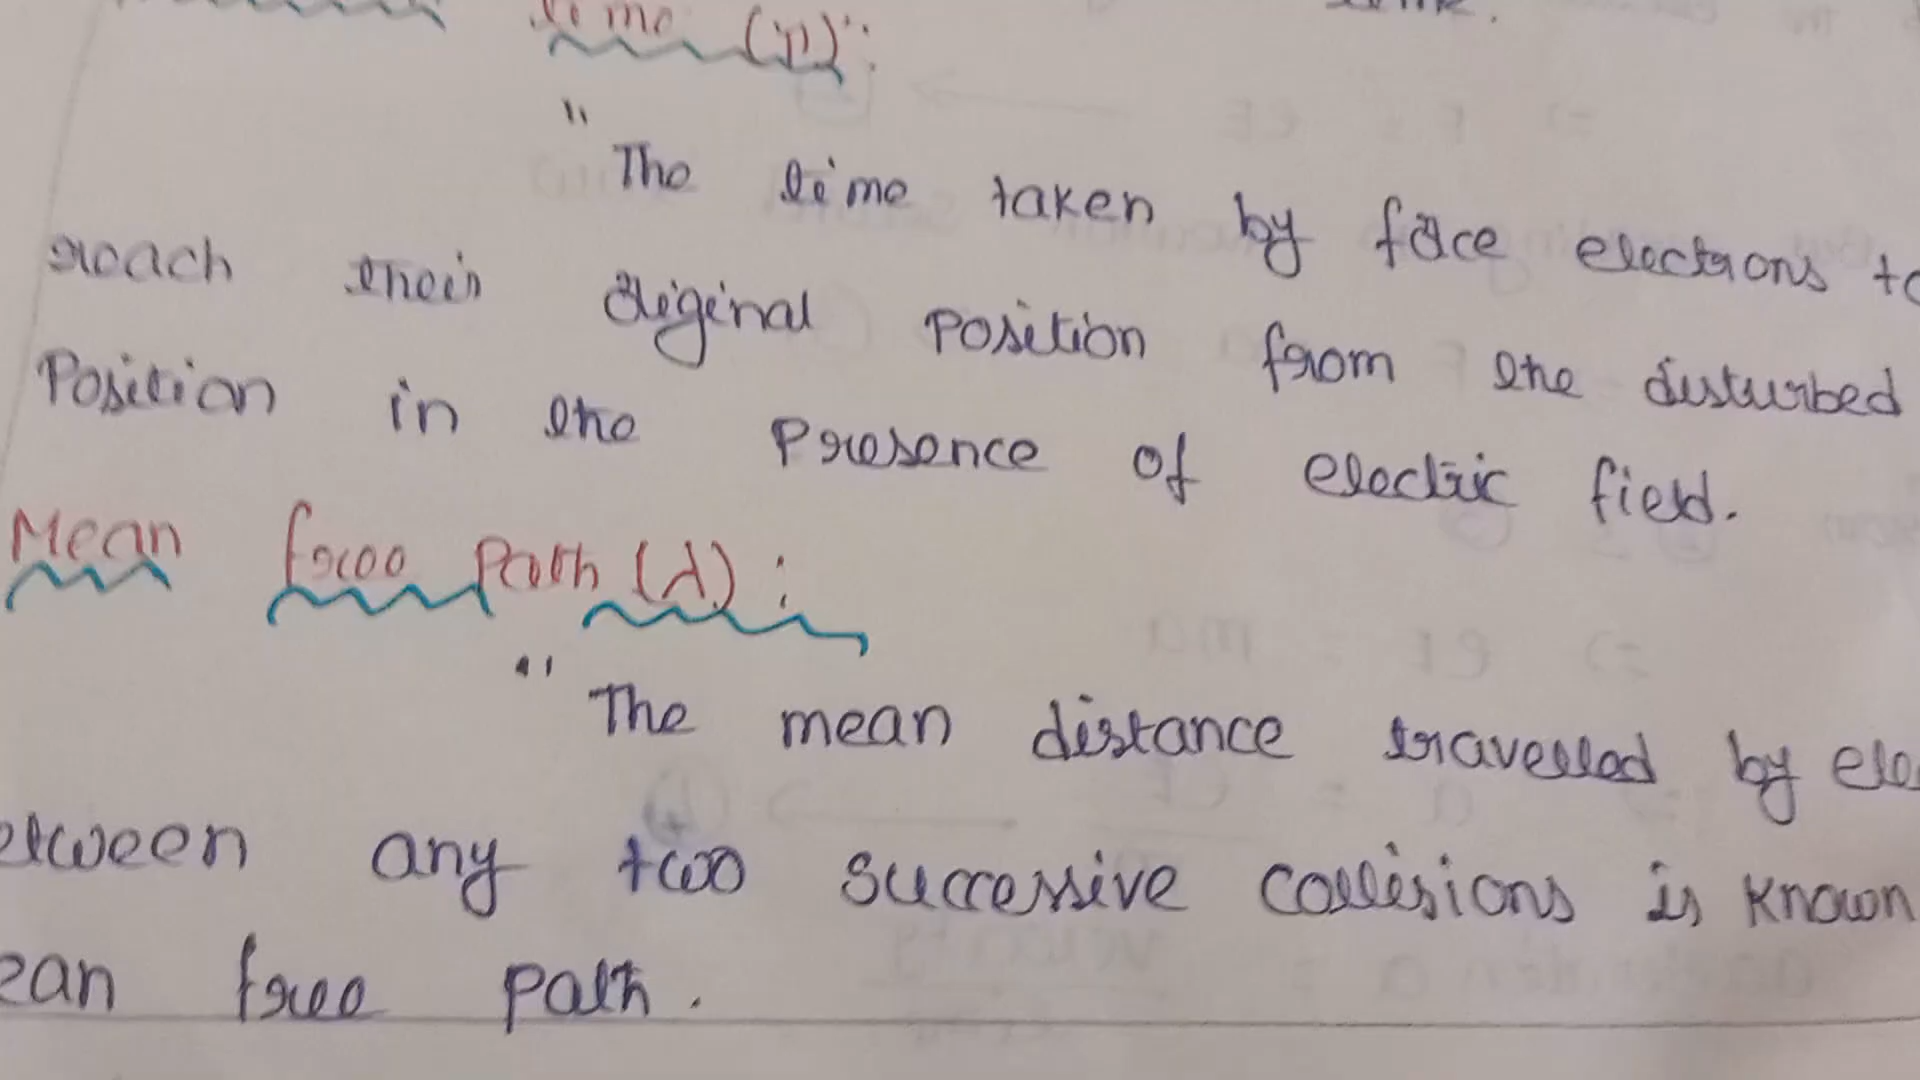 time (η):
" The time taken by free electrons to
reach their original position from the disturbed
Position in the Presence of electric field.
Mean free Path (λ) :
" The mean distance travelled by
any two successive collisions is known
free path.